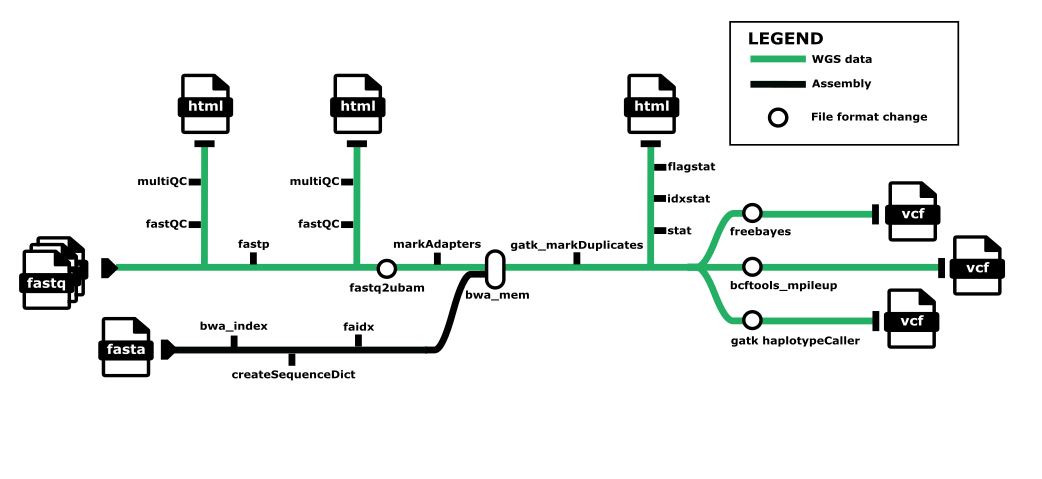 LEGEND
WGS data
Assembly
File format change
html
html
html
multiQC
multiQC
flagstat
fastQC
fastQC
idxstat
stat
fastp
markAdapters
gatk_markDuplicates
fastq
fastq2ubam
bwa_mem
freebayes
vcf
bcftools_mpileup
vcf
gatk haplotypeCaller
vcf
fasta
bwa_index
faidx
createSequenceDict